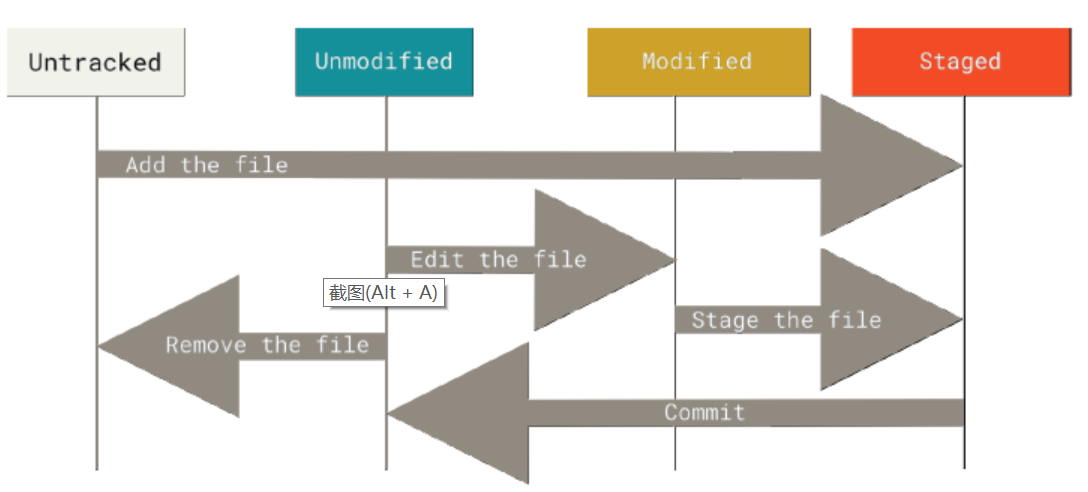 Untracked
Unmodified
Modified
Staged
Add the file
Edit the file
截图(Alt + A)
Stage the file
Remove the file
Commit